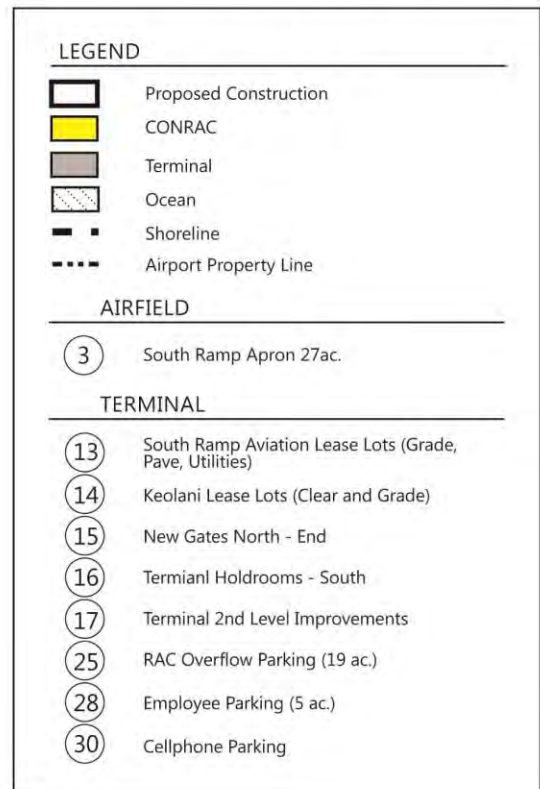 LEGEND
Proposed Construction
CONRAC
Terminal
Ocean
Shoreline
Airport Property Line
AIRFIELD
3 South Ramp Apron 27ac.
TERMINAL
13 South Ramp Aviation Lease Lots (Grade,
Pave, Utilities)
14 Keolani Lease Lots (Clear and Grade)
15 New Gates North - End
16 Termianl Holdrooms - South
17 Terminal 2nd Level Improvements
25 RAC Overflow Parking (19 ac.)
28 Employee Parking (5 ac.)
30 Cellphone Parking